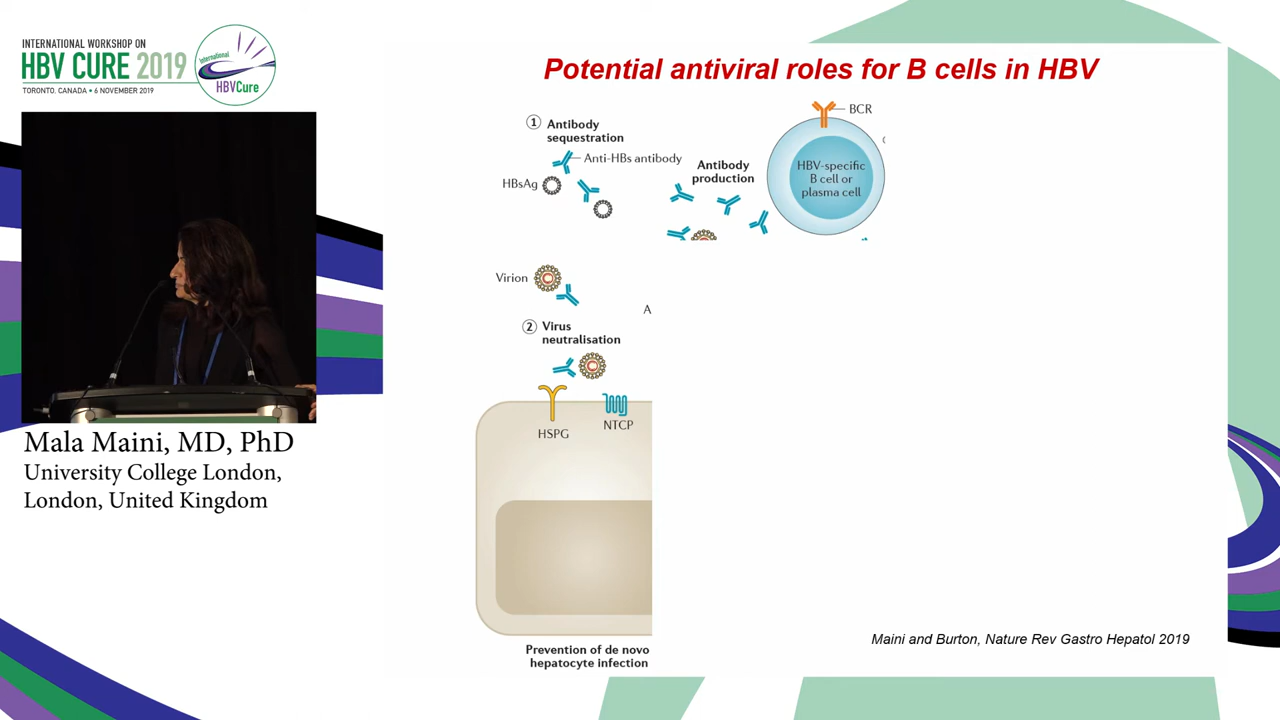 INTERNATIONAL WORKSHOP ON
HBV CURE 2019
TORONTO, CANADA • 6 NOVEMBER 2019
International
HBVCure
Mala Maini, MD, PhD
University College London,
London, United Kingdom
Potential antiviral roles for B cells in HBV
1 Antibody
sequestration
Anti-HBs antibody
HBsAg
Antibody
production
BCR
HBV-specific
B cell or
plasma cell
Virion
A
2 Virus
neutralisation
HSPG
NTCP
Prevention of de novo
hepatocyte infection
Maini and Burton, Nature Rev Gastro Hepatol 2019